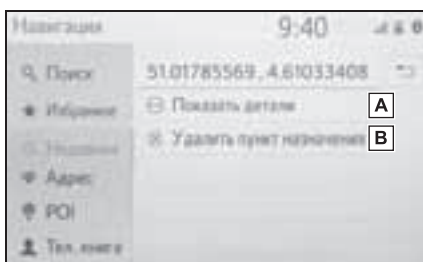 Навигация 9:40
Поиск 51.01785569, 4.61033408
Избранное Показать детали A
Удалить пункт назначения B
Адрес
POI
Тел. книга